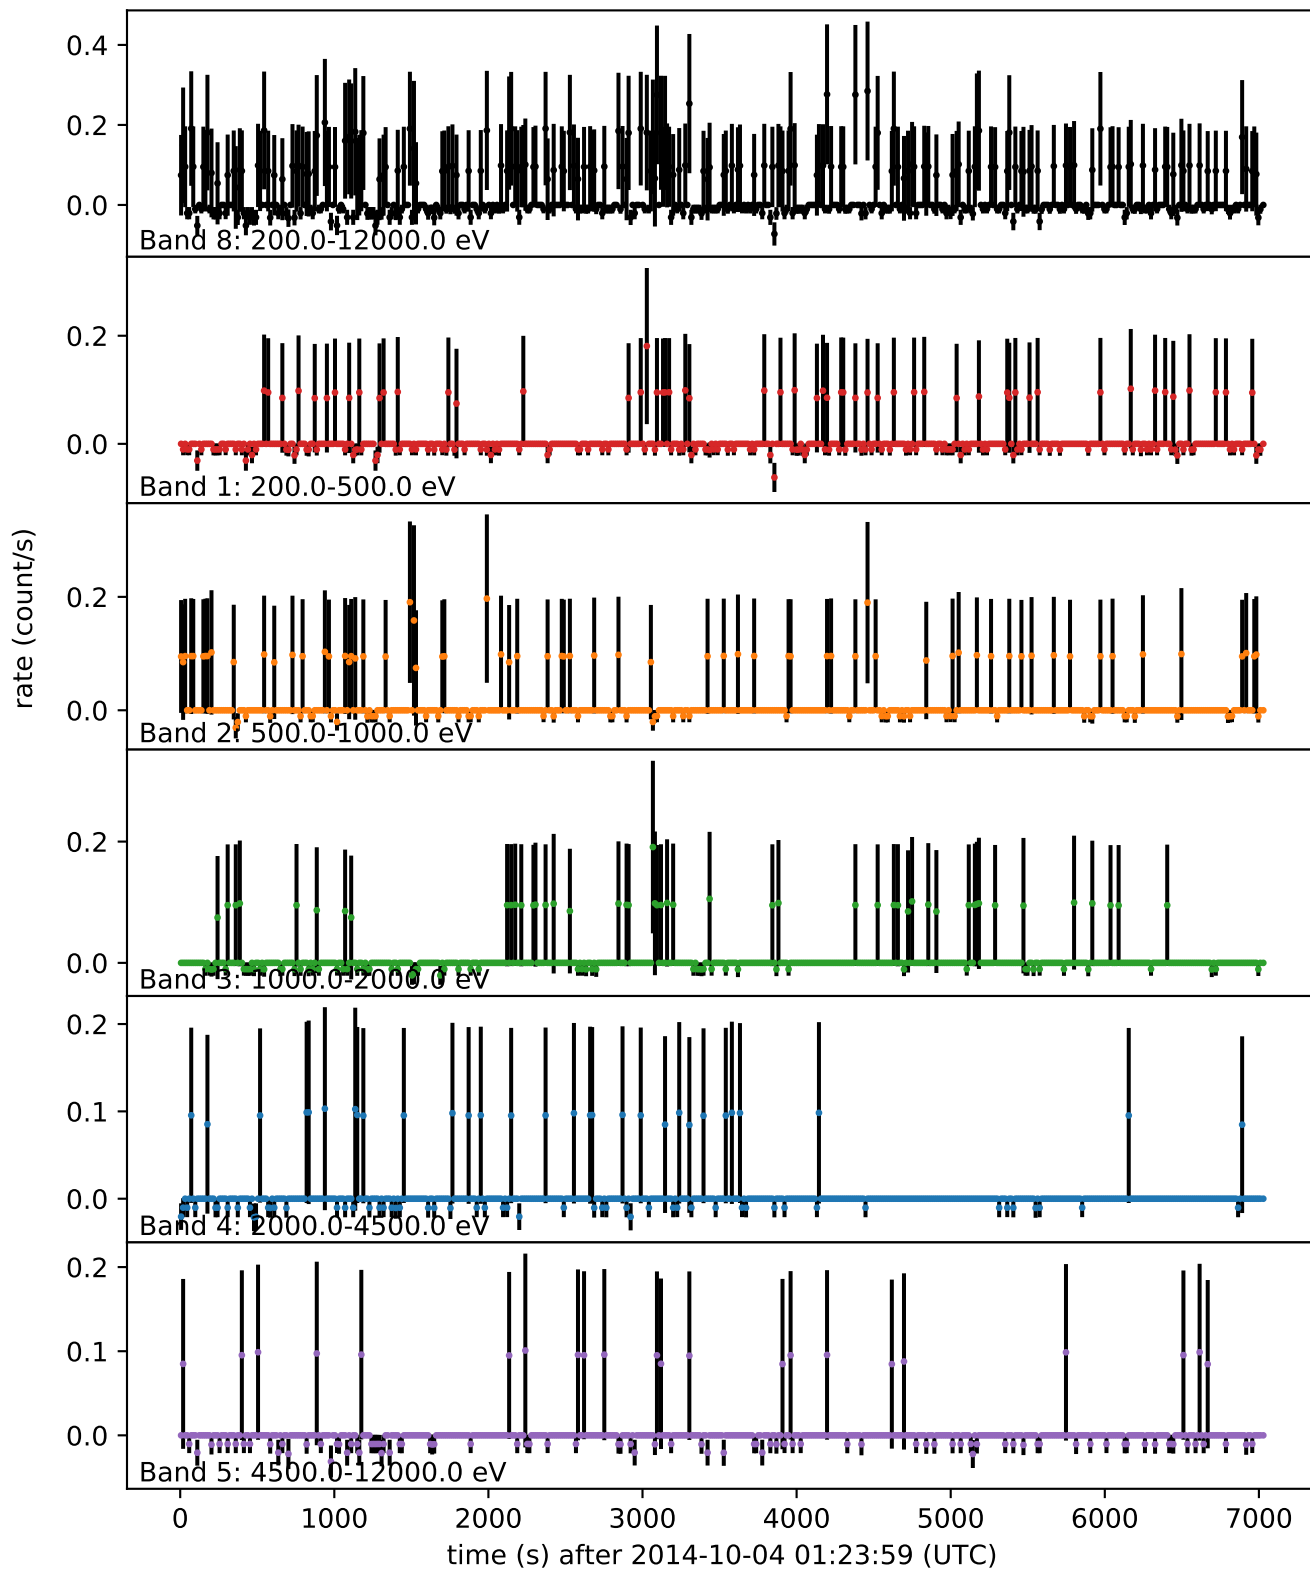 0.4
0.2
0.0
Band 8: 200.0-12000.0 eV
0.2
0.0
Band 1: 200.0-500.0 eV
0.2
0.0
Band 2: 500.0-1000.0 eV
0.2
0.0
Band 3: 1000.0-2000.0 eV
0.2
0.1
0.0
Band 4: 2000.0-4500.0 eV
0.2
0.1
0.0
Band 5: 4500.0-12000.0 eV
rate (count/s)
0 1000 2000 3000 4000 5000 6000 7000
time (s) after 2014-10-04 01:23:59 (UTC)